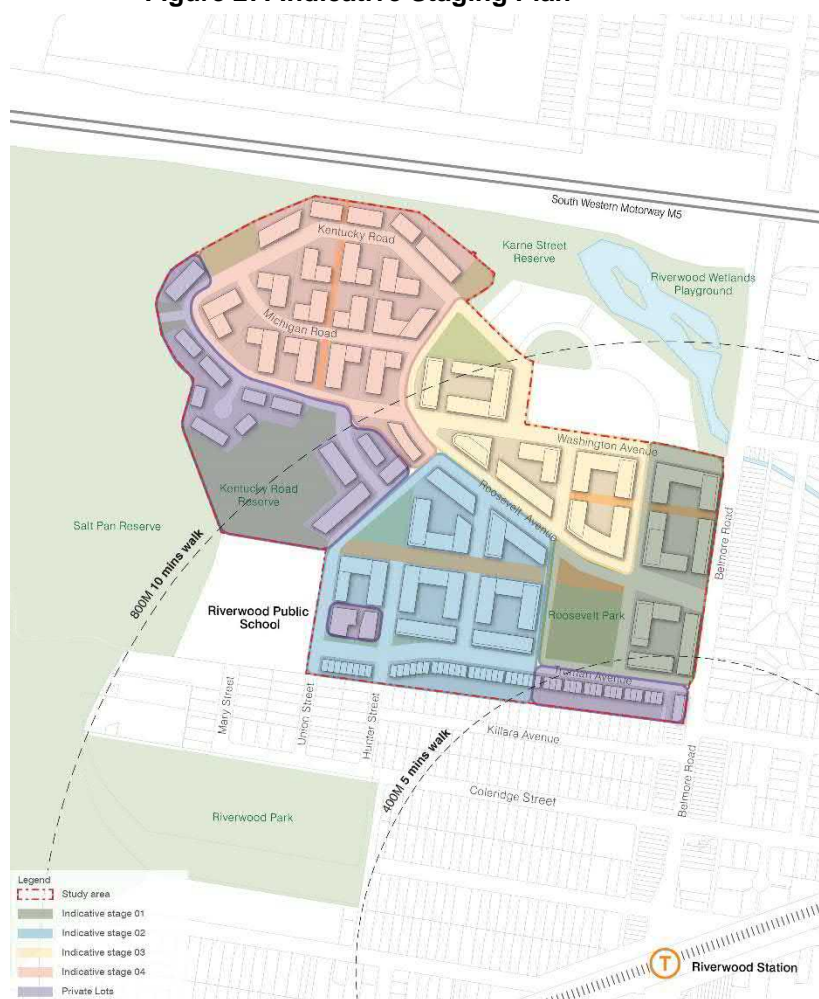 Figure 27: Indicative Staging Plan
South Western Motorway M5
Kentucky Road
Karne Street
Reserve
Riverwood Wetlands
Playground
Michigan Road
Washington Avenue
Kentucky Road
Reserve
Roosevelt Avenue
Belmore Road
Salt Pan Reserve
800M 10 mins walk
Riverwood Public
School
Roosevelt Park
Truman Avenue
Mary Street
Union Street
Hunter Street
Killara Avenue
400M 5 mins walk
Coleridge Street
Belmore Road
Riverwood Park
Legend
Study area
Indicative stage 01
Indicative stage 02
Indicative stage 03
Indicative stage 04
Private Lots
T
Riverwood Station